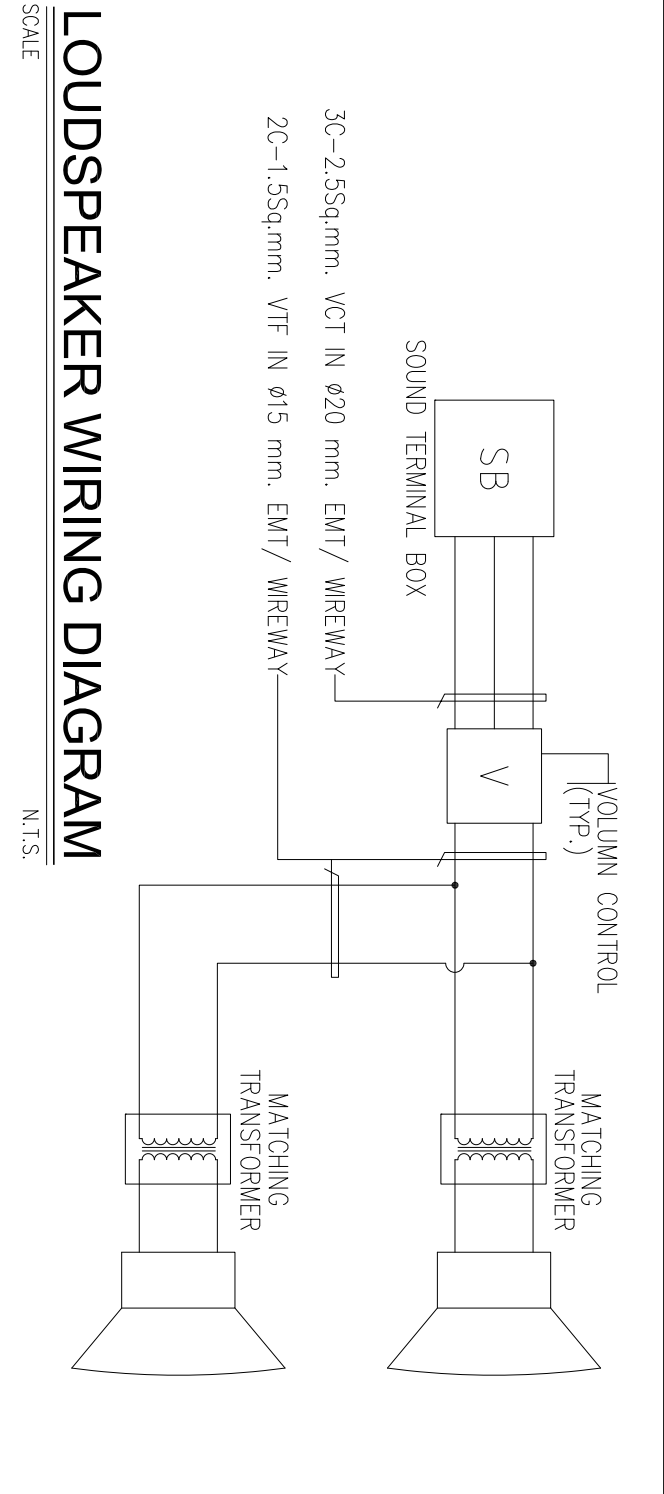 VOLUMN CONTROL
(TYP.)
MATCHING
TRANSFORMER
SB
V
SOUND TERMINAL BOX
3C-2.5Sq.mm. VCT IN Ø20 mm. EMT/ WIREWAY
2C-1.5Sq.mm. VTF IN Ø15 mm. EMT/ WIREWAY
MATCHING
TRANSFORMER
LOUDSPEAKER WIRING DIAGRAM
SCALE N.T.S.